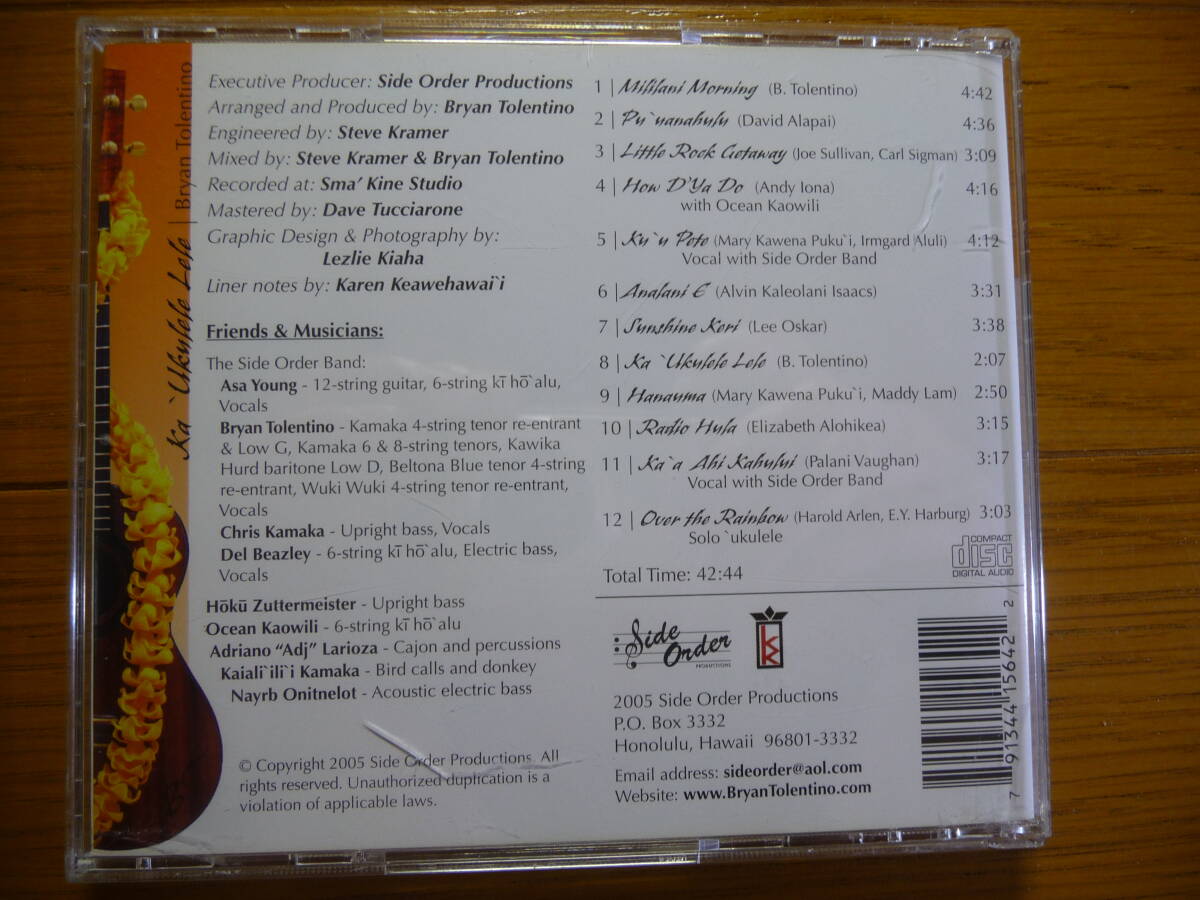 Ka `Ukulele Lele | Bryan Tolentino
Executive Producer: Side Order Productions
Arranged and Produced by: Bryan Tolentino
Engineered by: Steve Kramer
Mixed by: Steve Kramer & Bryan Tolentino
Recorded at: Sma' Kine Studio
Mastered by: Dave Tucciarone
Graphic Design & Photography by:
Lezlie Kiaha
Liner notes by: Karen Keawehawai`i
Friends & Musicians:
The Side Order Band:
Asa Young - 12-string guitar, 6-string kī hō`alu,
Vocals
Bryan Tolentino - Kamaka 4-string tenor re-entrant
& Low G, Kamaka 6 & 8-string tenors, Kawika
Hurd baritone Low D, Beltona Blue tenor 4-string
re-entrant, Wuki Wuki 4-string tenor re-entrant,
Vocals
Chris Kamaka - Upright bass, Vocals
Del Beazley - 6-string kī hō`alu, Electric bass,
Vocals
Hōkū Zuttermeister - Upright bass
Ocean Kaowili - 6-string kī hō`alu
Adriano "Adj" Larioza - Cajon and percussions
Kaiali`ili`i Kamaka - Bird calls and donkey
Nayrb Onitnelot - Acoustic electric bass
© Copyright 2005 Side Order Productions. All
rights reserved. Unauthorized duplication is a
violation of applicable laws.
1 | Mililani Morning (B. Tolentino) 4:42
2 | Pu`uanahulu (David Alapai) 4:36
3 | Little Rock Getaway (Joe Sullivan, Carl Sigman) 3:09
4 | How D'Ya Do (Andy Iona) 4:16
with Ocean Kaowili
5 | Ku`u Pete (Mary Kawena Puku`i, Irmgard Aluli) 4:12
Vocal with Side Order Band
6 | Analani E (Alvin Kaleolani Isaacs) 3:31
7 | Sunshine Keri (Lee Oskar) 3:38
8 | Ka `Ukulele Lele (B. Tolentino) 2:07
9 | Hanauma (Mary Kawena Puku`i, Maddy Lam) 2:50
10 | Radio Hula (Elizabeth Alohikea) 3:15
11 | Ka`a Ahi Kahului (Palani Vaughan) 3:17
Vocal with Side Order Band
12 | Over the Rainbow (Harold Arlen, E.Y. Harburg) 3:03
Solo `ukulele
Total Time: 42:44
COMPACT
disc
DIGITAL AUDIO
Side
Order
PRODUCTIONS
2005 Side Order Productions
P.O. Box 3332
Honolulu, Hawaii 96801-3332
Email address: sideorder@aol.com
Website: www.BryanTolentino.com
7 91344 15642 2